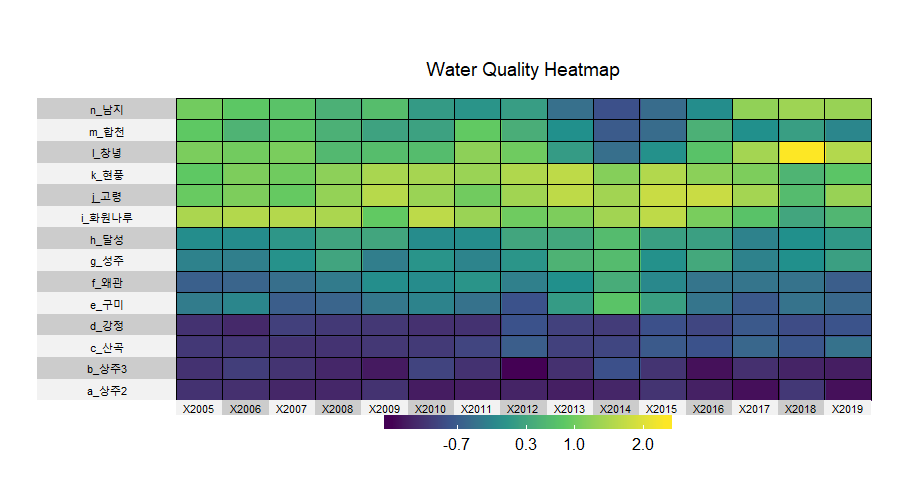 Water Quality Heatmap
n_남지
m_합천
l_창녕
k_현풍
j_고령
i_화원나루
h_달성
g_성주
f_왜관
e_구미
d_강정
c_산곡
b_상주3
a_상주2
X2005 X2006 X2007 X2008 X2009 X2010 X2011 X2012 X2013 X2014 X2015 X2016 X2017 X2018 X2019
-0.7 0.3 1.0 2.0